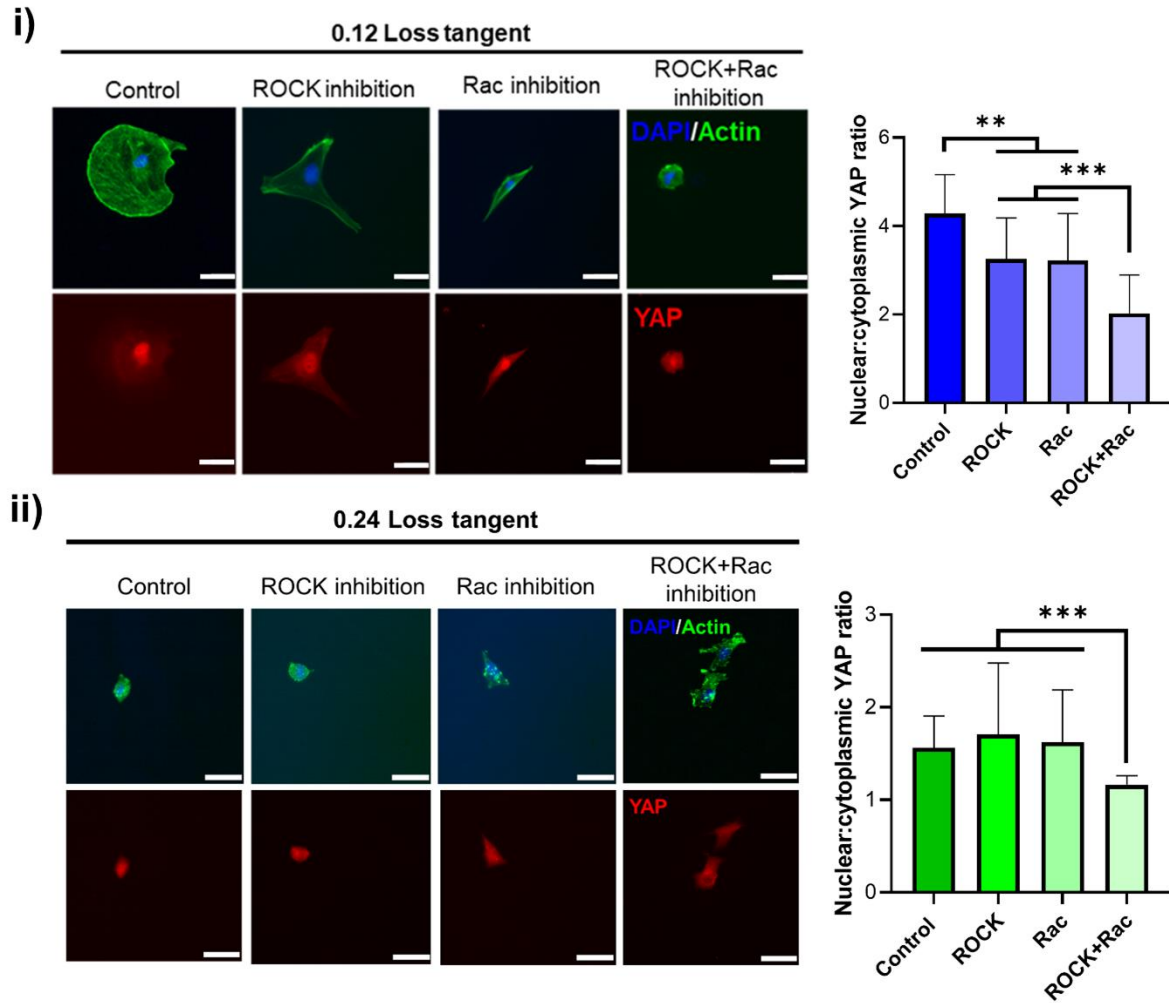 i)
0.12 Loss tangent
Control
ROCK inhibition
Rac inhibition
ROCK+Rac
inhibition
DAPI/Actin
YAP
Nuclear:cytoplasmic YAP ratio
6
4
2
0
**
***
Control
ROCK
Rac
ROCK+Rac
ii)
0.24 Loss tangent
Control
ROCK inhibition
Rac inhibition
ROCK+Rac
inhibition
DAPI/Actin
YAP
Nuclear:cytoplasmic YAP ratio
3
2
1
0
***
Control
ROCK
Rac
ROCK+Rac